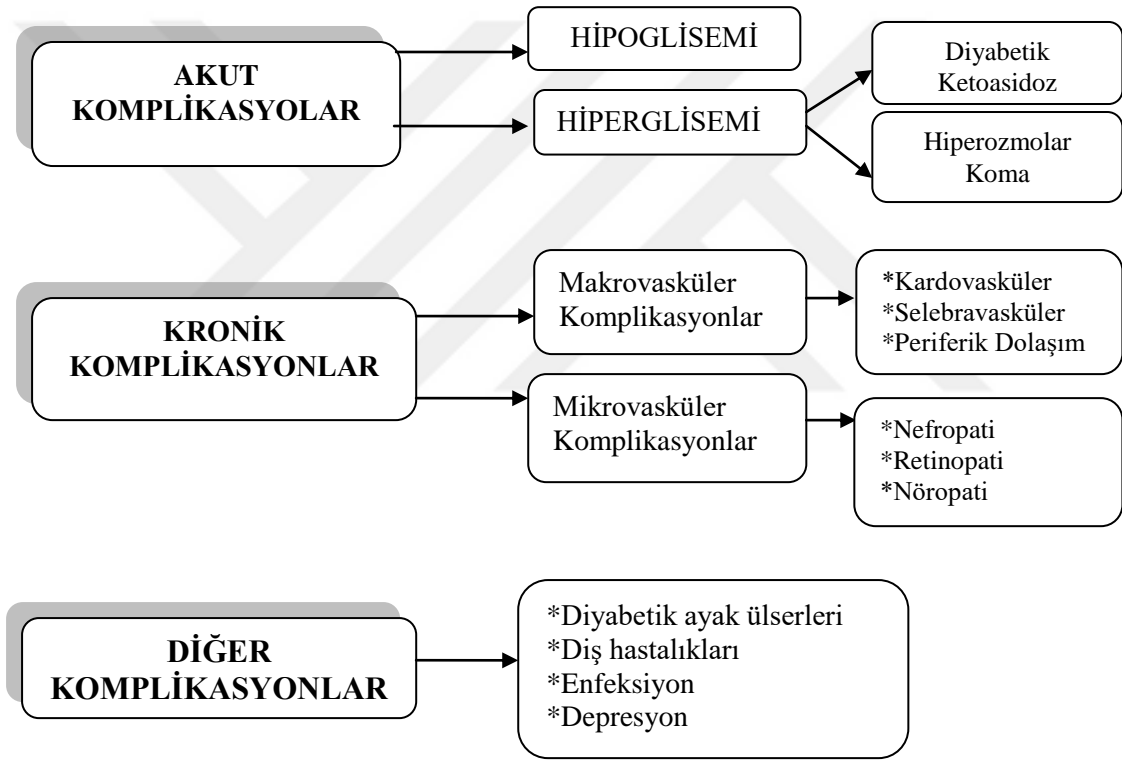 AKUT
KOMPLİKASYOLAR
HİPOGLİSEMİ
HİPERGLİSEMİ
Diyabetik
Ketoasidoz
Hiperozmolar
Koma
KRONİK
KOMPLİKASYONLAR
Makrovasküler
Komplikasyonlar
*Kardovasküler
*Selebravasküler
*Periferik Dolaşım
Mikrovasküler
Komplikasyonlar
*Nefropati
*Retinopati
*Nöropati
DİĞER
KOMPLİKASYONLAR
*Diyabetik ayak ülserleri
*Diş hastalıkları
*Enfeksiyon
*Depresyon